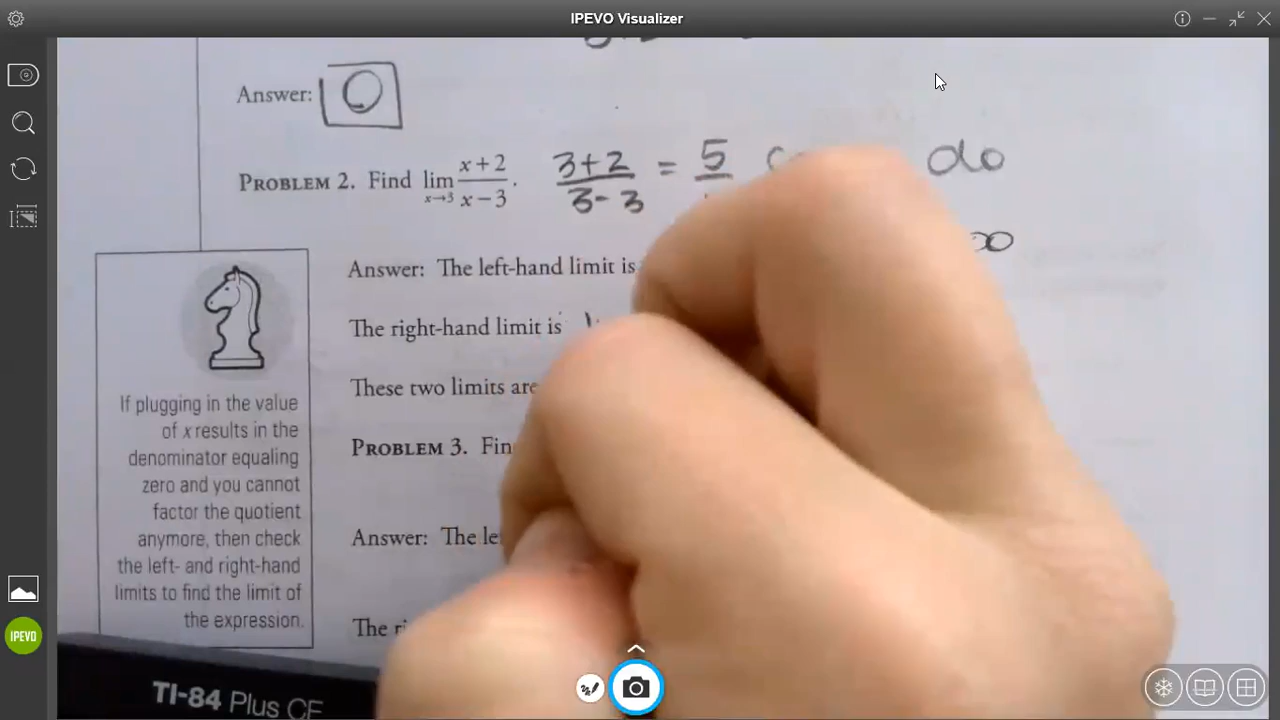 IPEVO Visualizer
Answer: 0
PROBLEM 2. Find lim x→3 x+2 / x−3 . 3+2 / 3-3 = 5 do
Answer: The left-hand limit is ∞
The right-hand limit is
These two limits are
If plugging in the value
of x results in the
denominator equaling
zero and you cannot
factor the quotient
anymore, then check
the left- and right-hand
limits to find the limit of
the expression.
PROBLEM 3.
Answer: The
The
TI-84 Plus CE
IPEVO